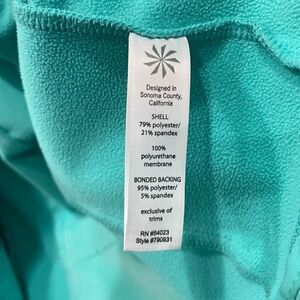 Designed in
Sonoma County,
California
SHELL
79% polyester/
21% spandex
100%
polyurethane
membrane
BONDED BACKING
95% polyester/
5% spandex
exclusive of
trims
RN #54023
Style #790931